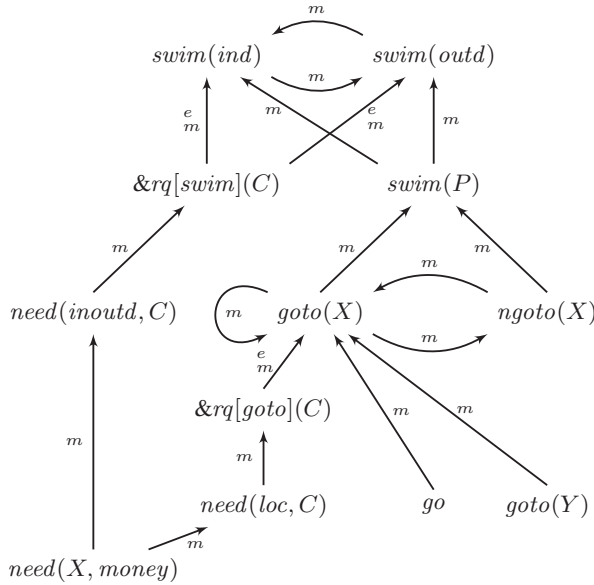 m
swim(ind) swim(outd)
m
e
m
m
e
m
m
&rq[swim](C) swim(P)
m
m
m
m
need(inoutd, C) m goto(X) ngoto(X)
m
e
m
&rq[goto](C)
m
m
m
m
need(loc, C) go goto(Y)
m
need(X, money)